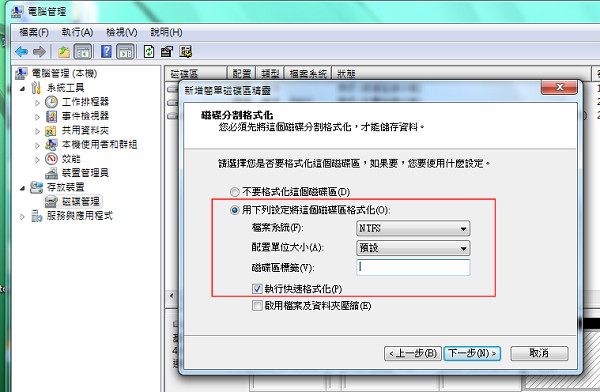 電腦管理
檔案(F) 執行(A) 檢視(V) 說明(H)
電腦管理 (本機)
系統工具
工作排程器
事件檢視器
共用資料夾
本機使用者和群組
效能
裝置管理員
存放裝置
磁碟管理
服務與應用程式
磁碟區 配置 類型 檔案系統 狀態
新增簡單磁碟區精靈
磁碟分割格式化
您必須先將這個磁碟分割格式化，才能儲存資料。
請選擇您是否要格式化這個磁碟區，如果要，您要使用什麼設定。
不要格式化這個磁碟區(D)
用下列設定將這個磁碟區格式化(O):
檔案系統(F): NTFS
配置單位大小(A): 預設
磁碟區標籤(V):
執行快速格式化(P)
啟用檔案及資料夾壓縮(E)
<上一步(B) 下一步(N)> 取消